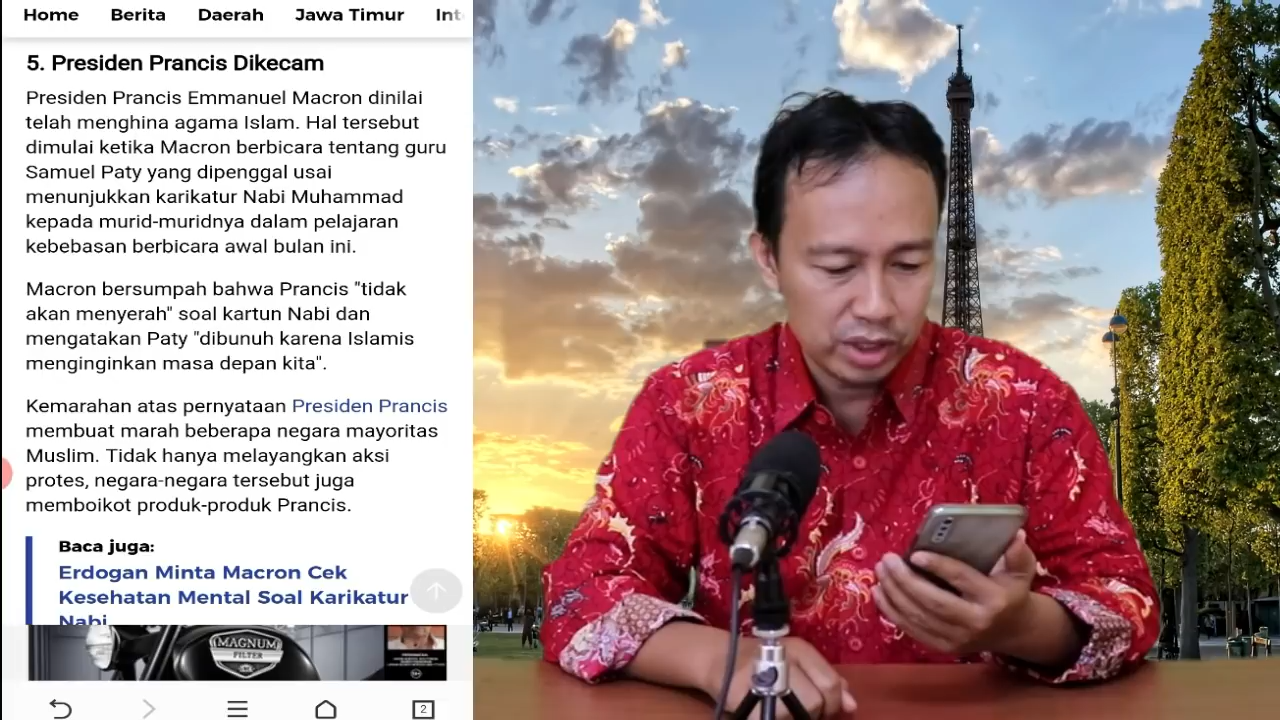 Home Berita Daerah Jawa Timur Int
5. Presiden Prancis Dikecam
Presiden Prancis Emmanuel Macron dinilai
telah menghina agama Islam. Hal tersebut
dimulai ketika Macron berbicara tentang guru
Samuel Paty yang dipenggal usai
menunjukkan karikatur Nabi Muhammad
kepada murid-muridnya dalam pelajaran
kebebasan berbicara awal bulan ini.
Macron bersumpah bahwa Prancis "tidak
akan menyerah" soal kartun Nabi dan
mengatakan Paty "dibunuh karena Islamis
menginginkan masa depan kita".
Kemarahan atas pernyataan Presiden Prancis
membuat marah beberapa negara mayoritas
Muslim. Tidak hanya melayangkan aksi
protes, negara-negara tersebut juga
memboikot produk-produk Prancis.
Baca juga:
Erdogan Minta Macron Cek
Kesehatan Mental Soal Karikatur
Nabi
MAGNUM
FILTER
2